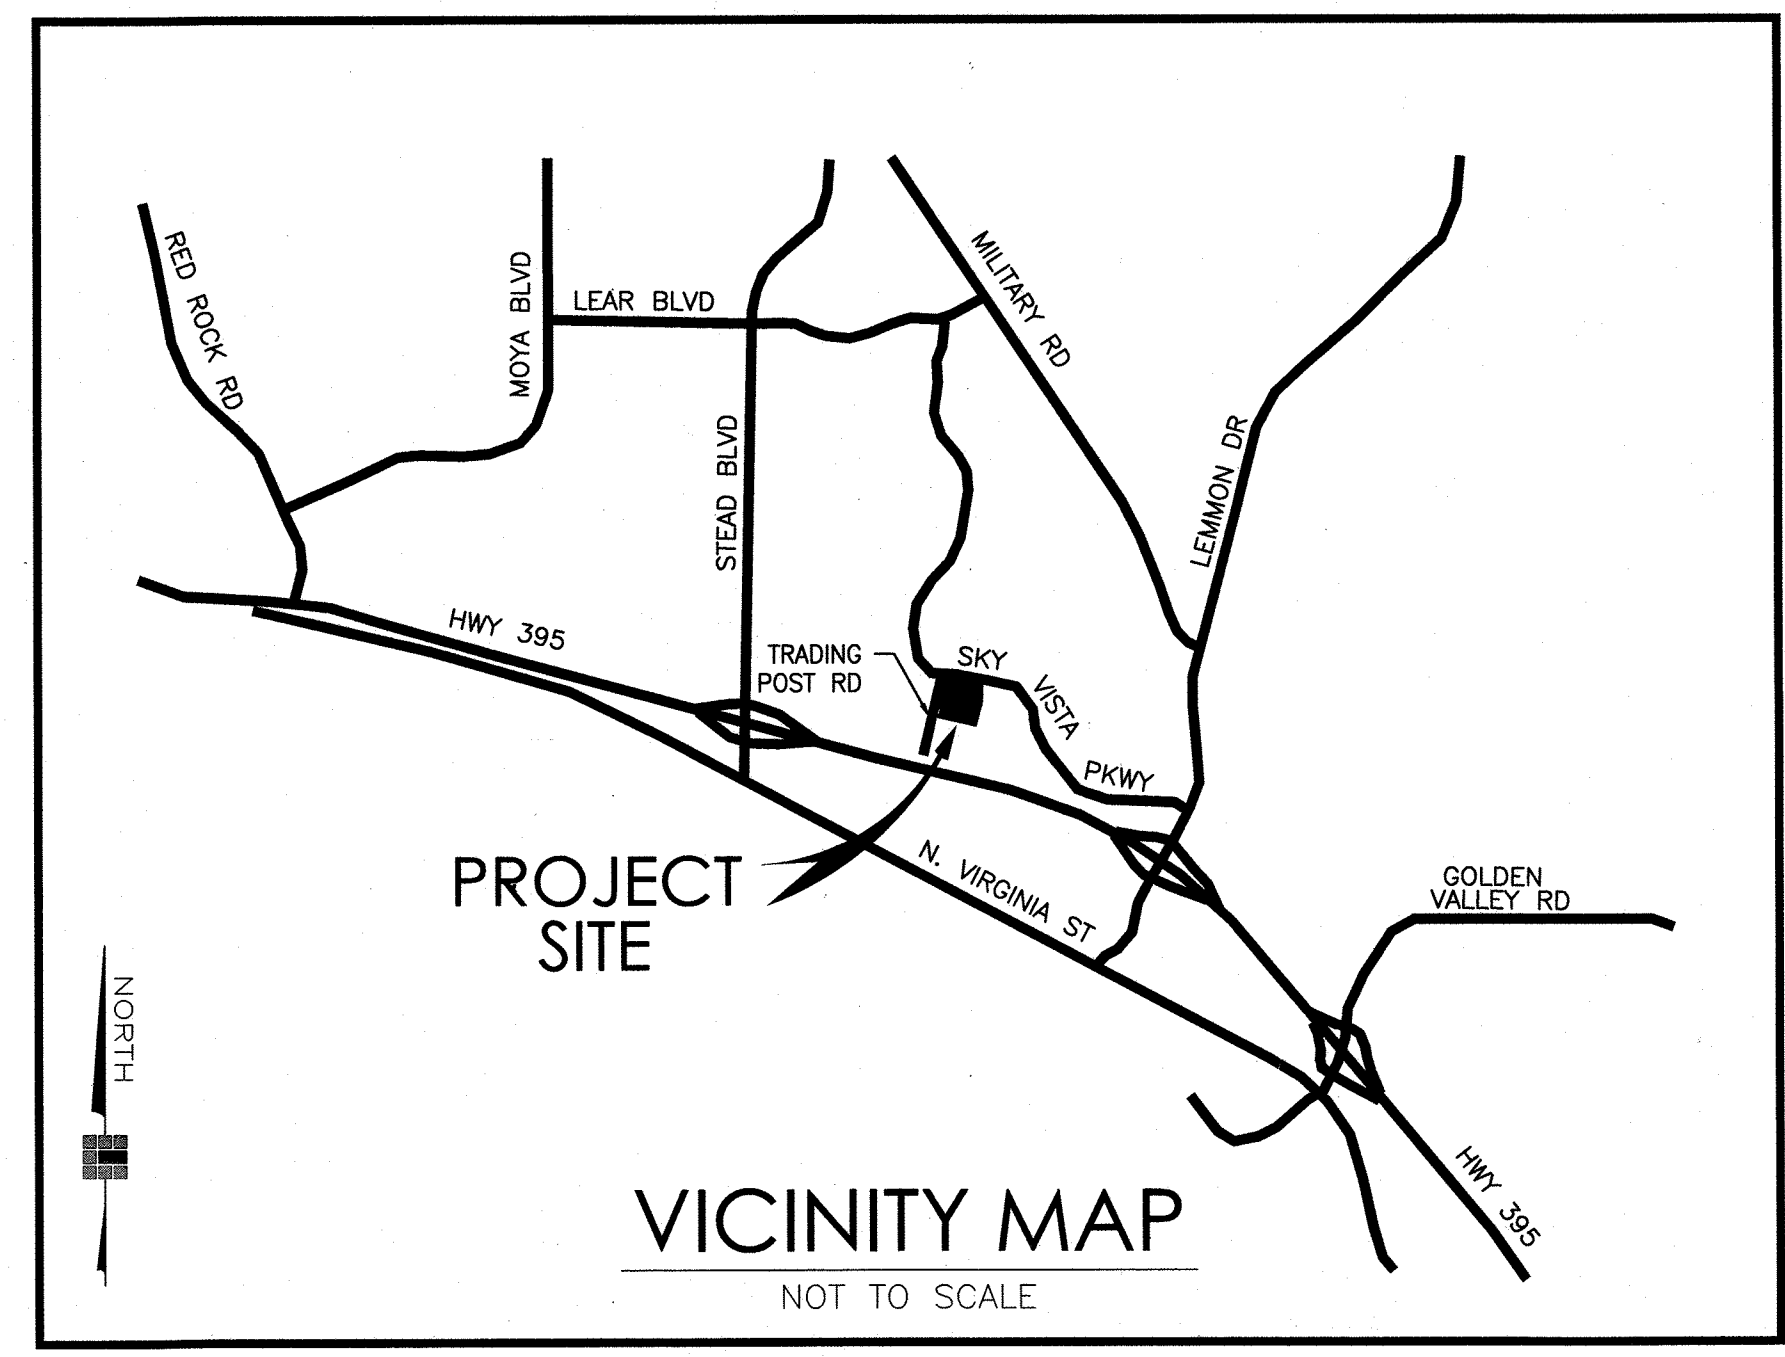 RED ROCK RD
MOYA BLVD
LEAR BLVD
STEAD BLVD
MILITARY RD
LEMMON DR
HWY 395
TRADING
POST RD
SKY
VISTA
PKWY
PROJECT
SITE
N. VIRGINIA ST
GOLDEN
VALLEY RD
NORTH
HWY 395
VICINITY MAP
NOT TO SCALE